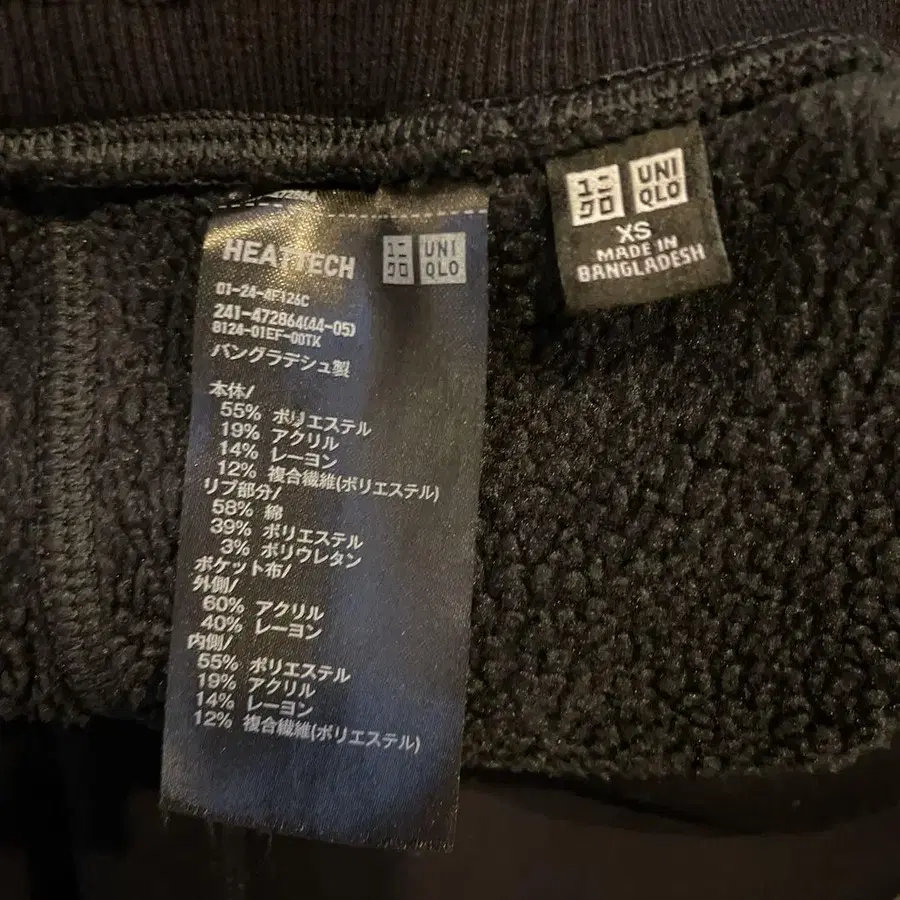 HEATTECH
ユニ
クロ
UNI
QLO
01-24-4F126C
241-472864(44-05)
8124-01EF-00TK
バングラデシュ製
本体/
55% ポリエステル
19% アクリル
14% レーヨン
12% 複合繊維(ポリエステル)
リブ部分/
58% 綿
39% ポリエステル
3% ポリウレタン
ポケット布/
外側/
60% アクリル
40% レーヨン
内側/
55% ポリエステル
19% アクリル
14% レーヨン
12% 複合繊維(ポリエステル)
ユニ
クロ
UNI
QLO
XS
MADE IN
BANGLADESH